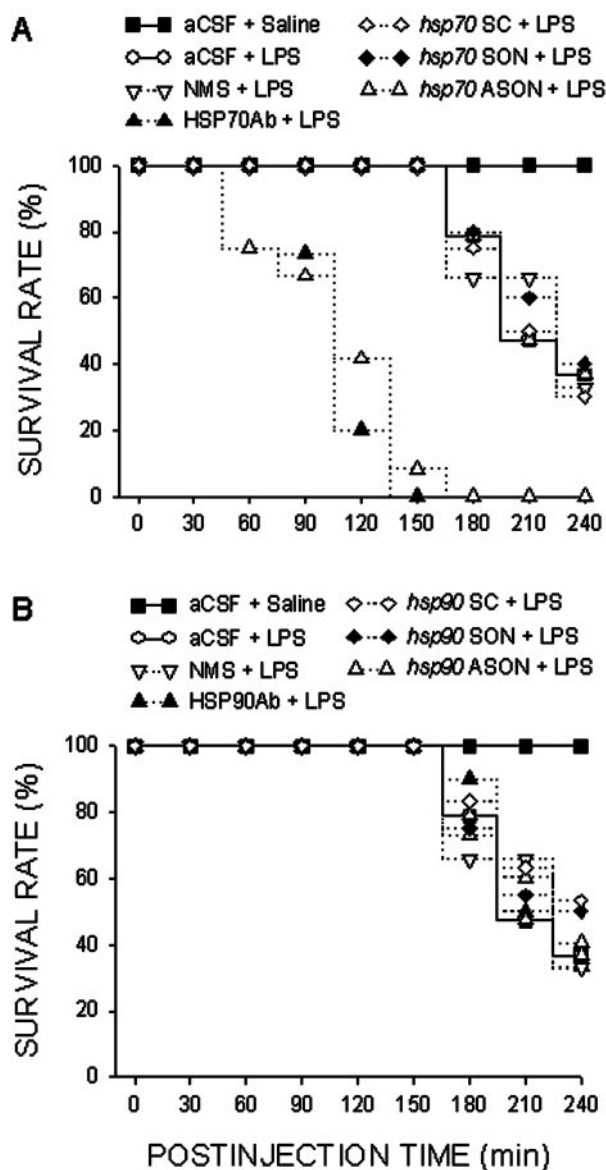 A
aCSF + Saline
aCSF + LPS
NMS + LPS
HSP70Ab + LPS
hsp70 SC + LPS
hsp70 SON + LPS
hsp70 ASON + LPS
SURVIVAL RATE (%)
100
80
60
40
20
0
0 30 60 90 120 150 180 210 240
B
aCSF + Saline
aCSF + LPS
NMS + LPS
HSP90Ab + LPS
hsp90 SC + LPS
hsp90 SON + LPS
hsp90 ASON + LPS
SURVIVAL RATE (%)
100
80
60
40
20
0
0 30 60 90 120 150 180 210 240
POSTINJECTION TIME (min)